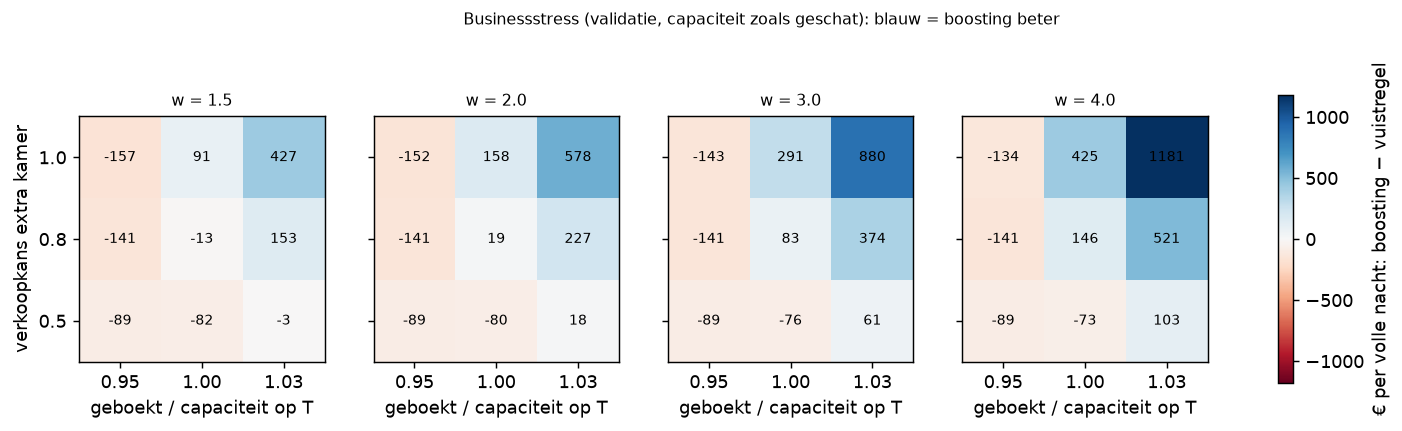 Businessstress (validatie, capaciteit zoals geschat): blauw = boosting beter
w = 1.5
w = 2.0
w = 3.0
w = 4.0
verkoopkans extra kamer
1.0
0.8
0.5
-157 91 427
-141 -13 153
-89 -82 -3
-152 158 578
-141 19 227
-89 -80 18
-143 291 880
-141 83 374
-89 -76 61
-134 425 1181
-141 146 521
-89 -73 103
0.95 1.00 1.03
0.95 1.00 1.03
0.95 1.00 1.03
0.95 1.00 1.03
geboekt / capaciteit op T
geboekt / capaciteit op T
geboekt / capaciteit op T
geboekt / capaciteit op T
1000
500
0
−500
−1000
€ per volle nacht: boosting − vuistregel